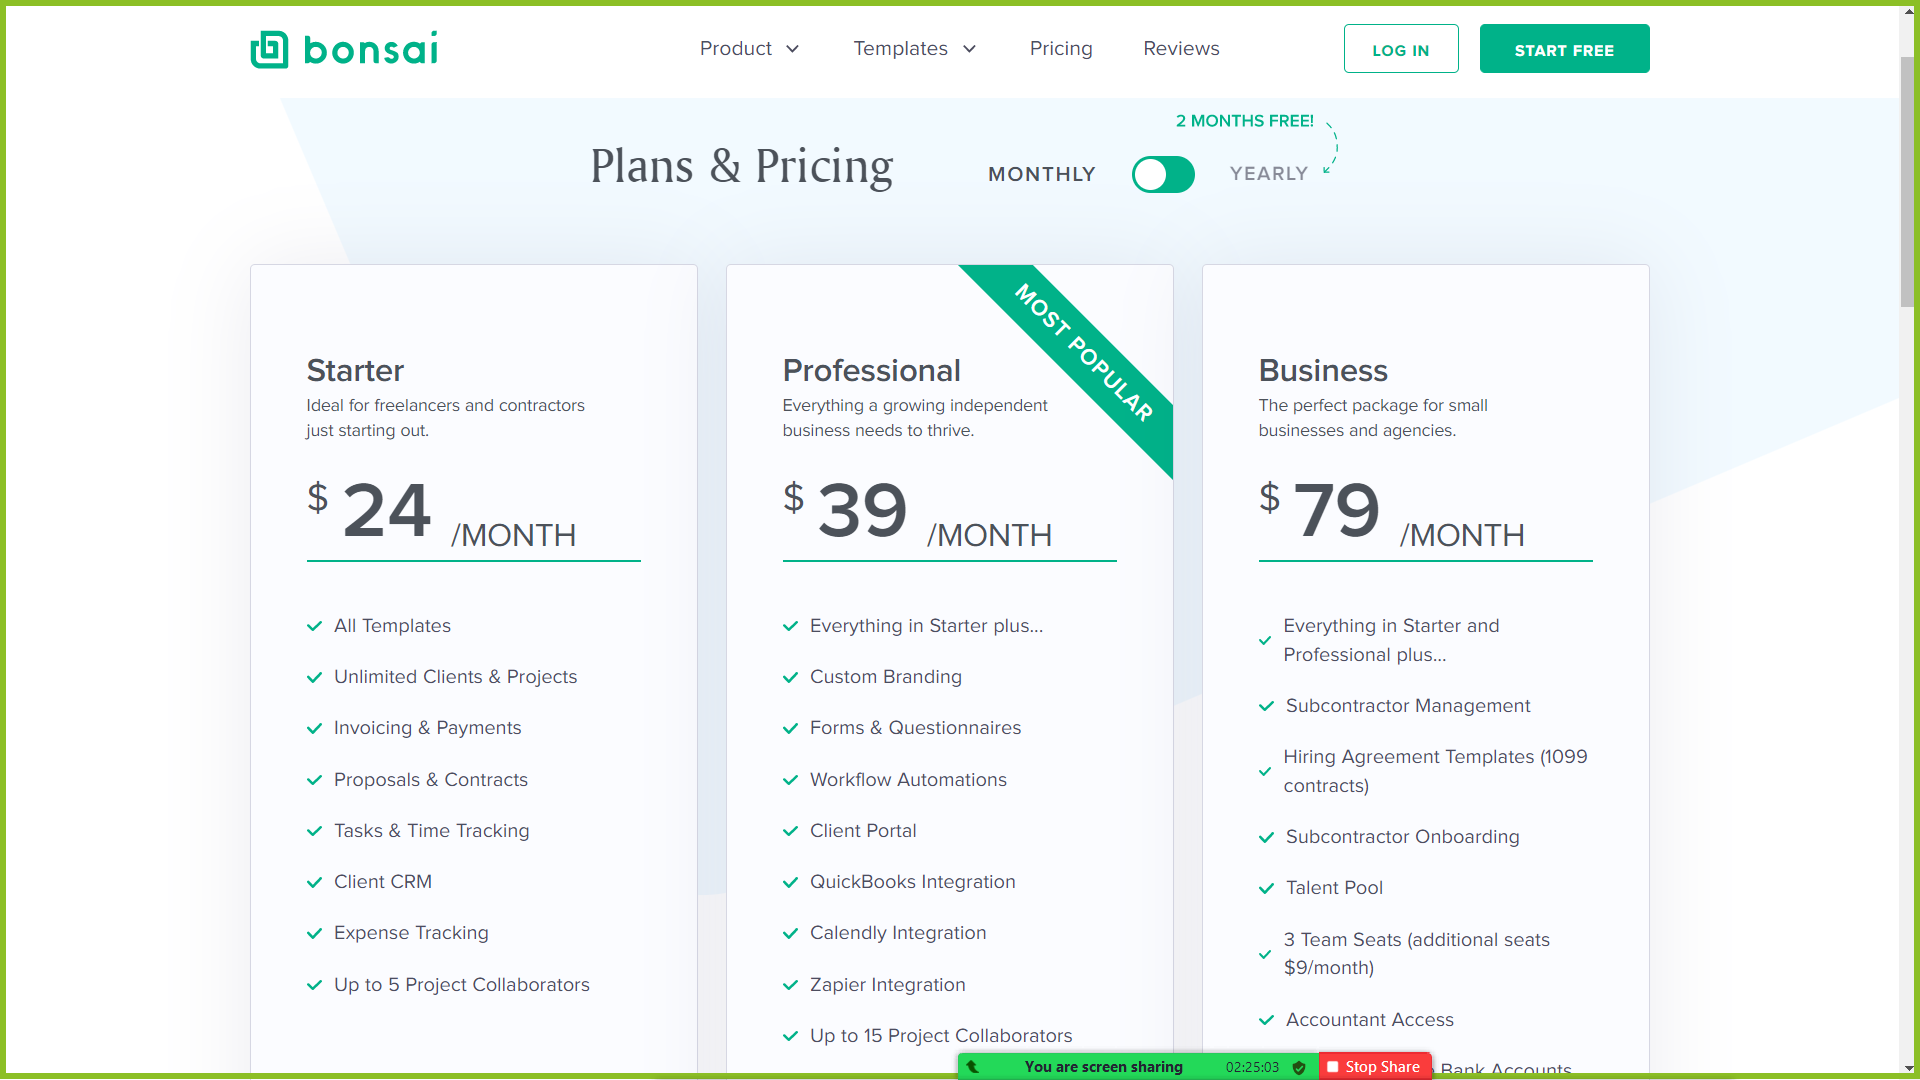 bonsai
Product
Templates
Pricing
Reviews
LOG IN
START FREE
2 MONTHS FREE!
Plans & Pricing
MONTHLY
YEARLY
MOST POPULAR
Starter
Ideal for freelancers and contractors
just starting out.
$ 24 /MONTH
All Templates
Unlimited Clients & Projects
Invoicing & Payments
Proposals & Contracts
Tasks & Time Tracking
Client CRM
Expense Tracking
Up to 5 Project Collaborators
Professional
Everything a growing independent
business needs to thrive.
$ 39 /MONTH
Everything in Starter plus...
Custom Branding
Forms & Questionnaires
Workflow Automations
Client Portal
QuickBooks Integration
Calendly Integration
Zapier Integration
Up to 15 Project Collaborators
Business
The perfect package for small
businesses and agencies.
$ 79 /MONTH
Everything in Starter and
Professional plus...
Subcontractor Management
Hiring Agreement Templates (1099
contracts)
Subcontractor Onboarding
Talent Pool
3 Team Seats (additional seats
$9/month)
Accountant Access
Bank Accounts
You are screen sharing
02:25:03
Stop Share